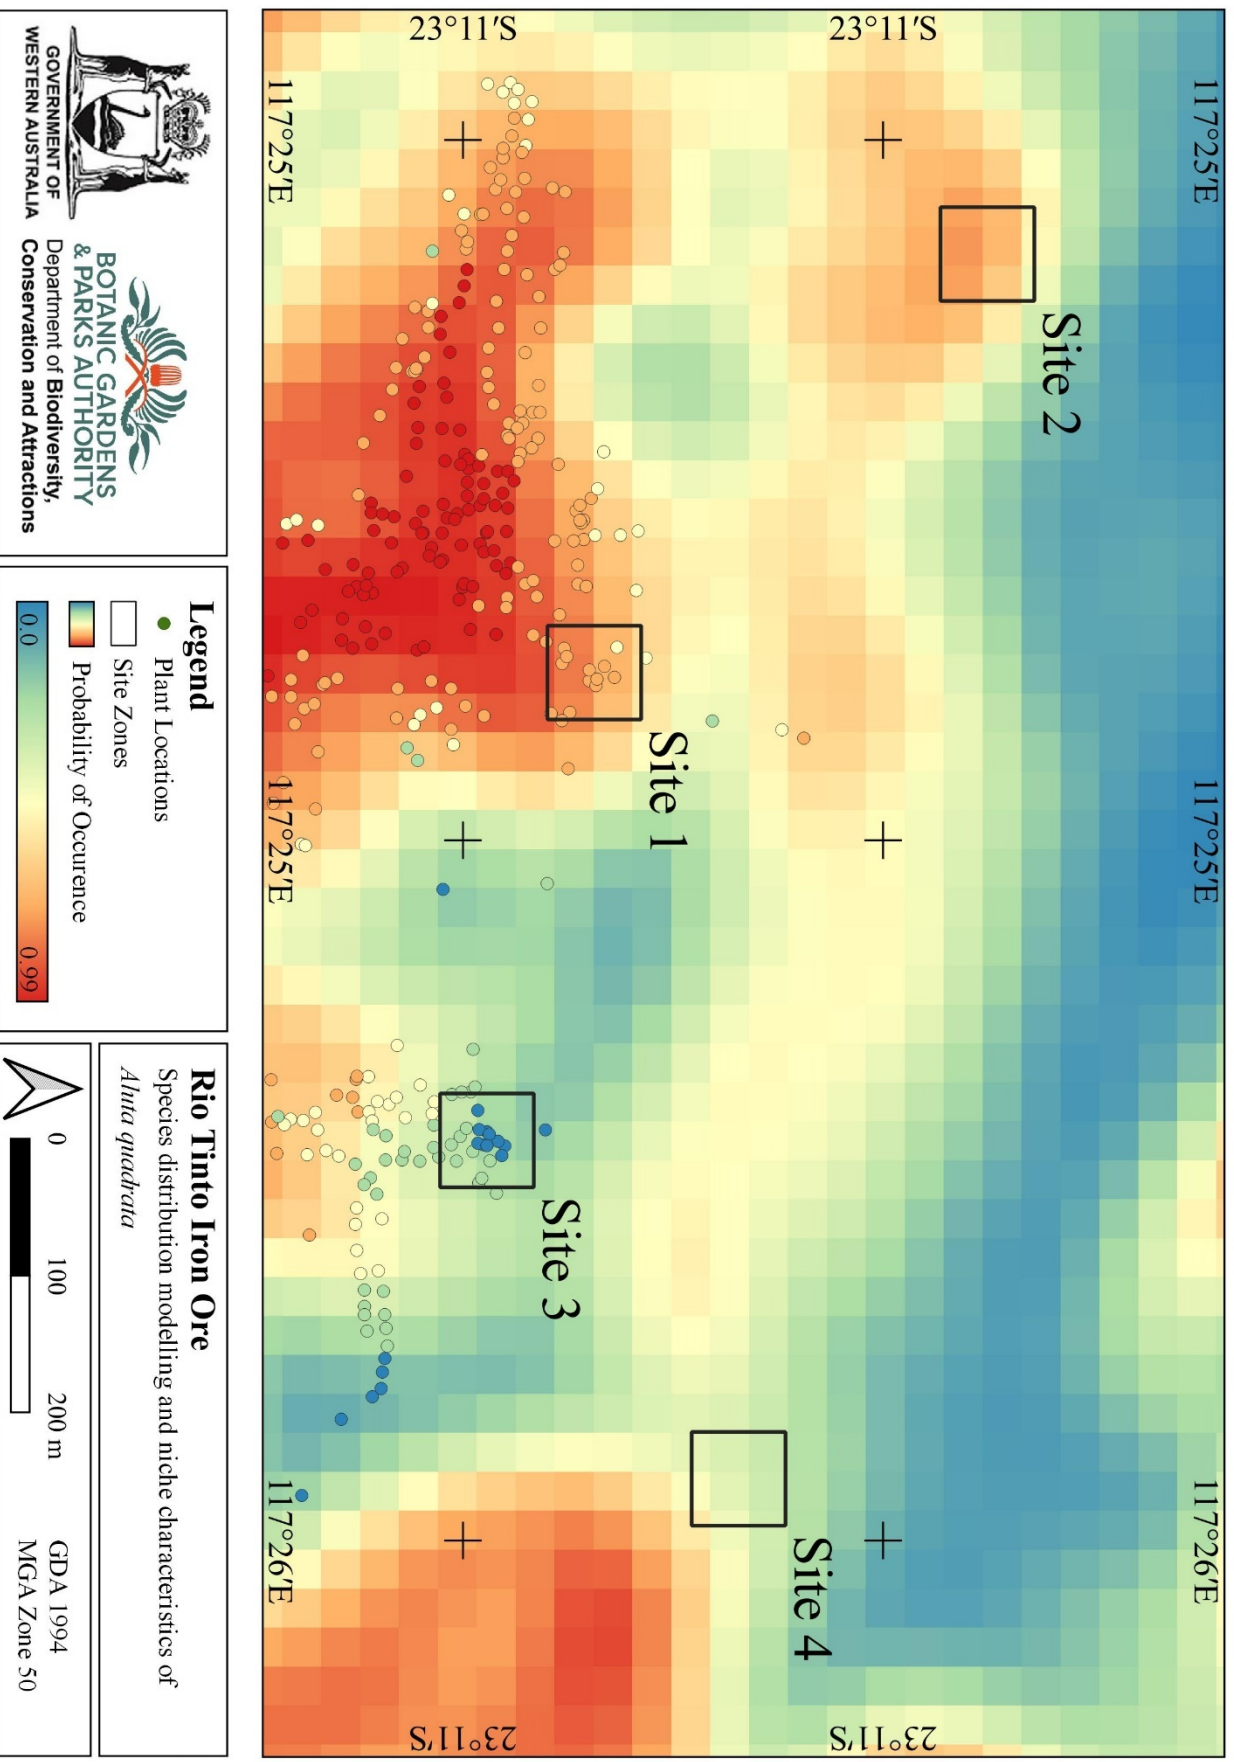 117°25'E
117°25'E
117°26'E
23°11'S
23°11'S
Site 2
Site 4
Site 1
Site 3
23°11'S
23°11'S
117°25'E
117°25'E
117°26'E
GOVERNMENT OF
WESTERN AUSTRALIA
BOTANIC GARDENS
& PARKS AUTHORITY
Department of Biodiversity,
Conservation and Attractions
Legend
Plant Locations
Site Zones
Probability of Occurence
0.0
0.99
Rio Tinto Iron Ore
Species distribution modelling and niche characteristics of
Aluta quadrata
0
100
200 m
GDA 1994
MGA Zone 50